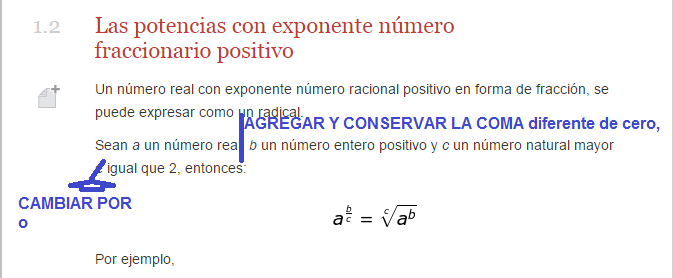 1.2 Las potencias con exponente número
fraccionario positivo
Un número real con exponente número racional positivo en forma de fracción, se
puede expresar como un radical.
AGREGAR Y CONSERVAR LA COMA diferente de cero,
Sean a un número real b un número entero positivo y c un número natural mayor
igual que 2, entonces:
CAMBIAR POR
o
a^(b/c) = ᶜ√(a^b)
Por ejemplo,